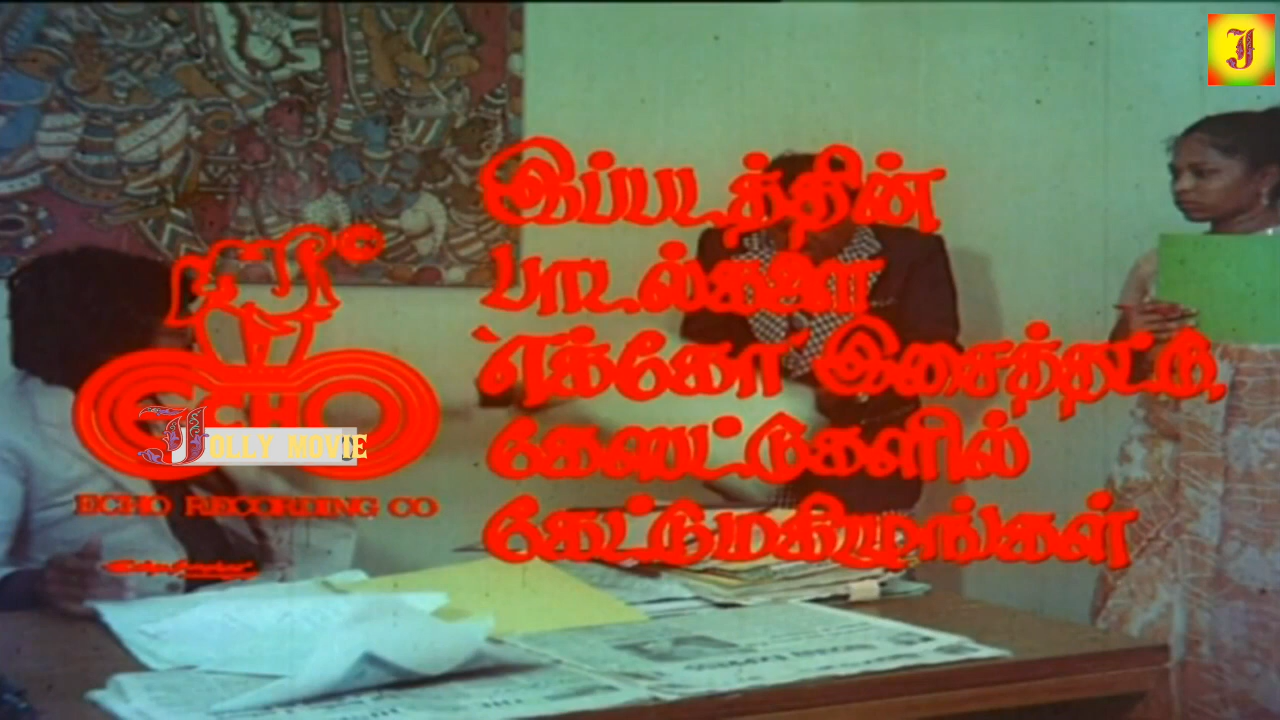 J
இப்படத்தின்
பாடல்களை
'எக்கோ' இசைத்தட்டு,
கேஸட்டுகளில்
கேட்டுமகிழுங்கள்
©
ECHO
JOLLY MOVIE
ECHO RECORDING CO